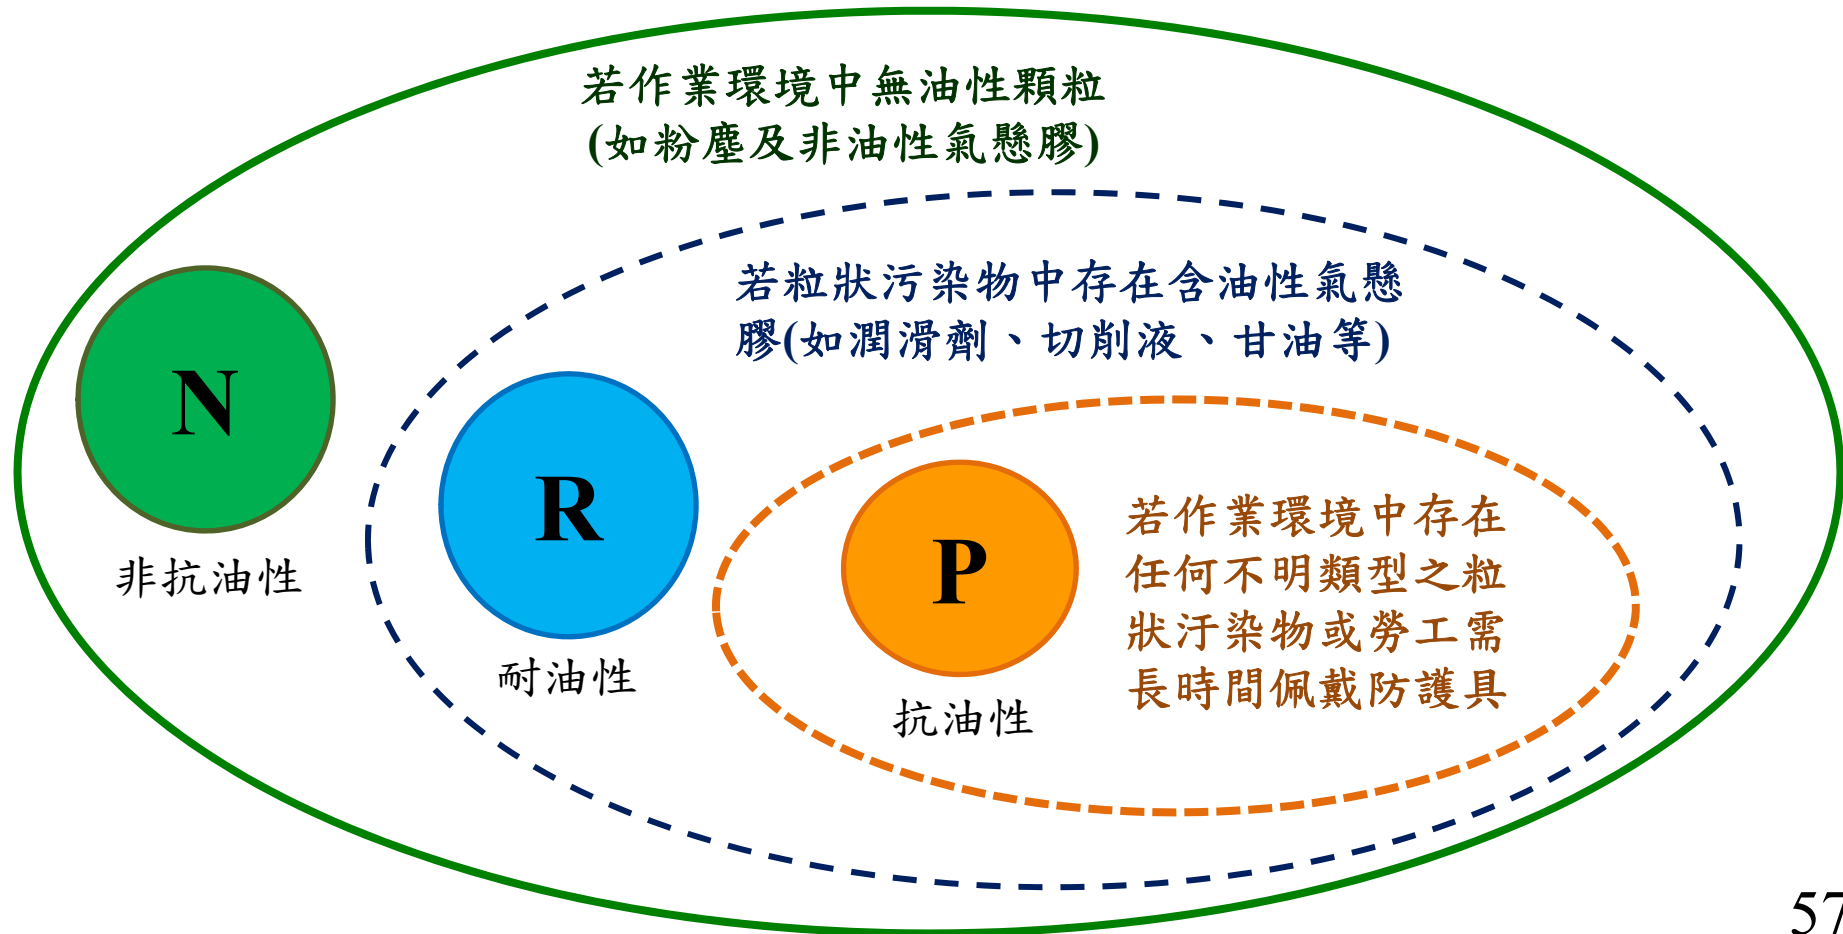 若作業環境中無油性顆粒
(如粉塵及非油性氣懸膠)
若粒狀污染物中存在含油性氣懸
膠(如潤滑劑、切削液、甘油等)
N
非抗油性
R
耐油性
P
抗油性
若作業環境中存在
任何不明類型之粒
狀汙染物或勞工需
長時間佩戴防護具
57